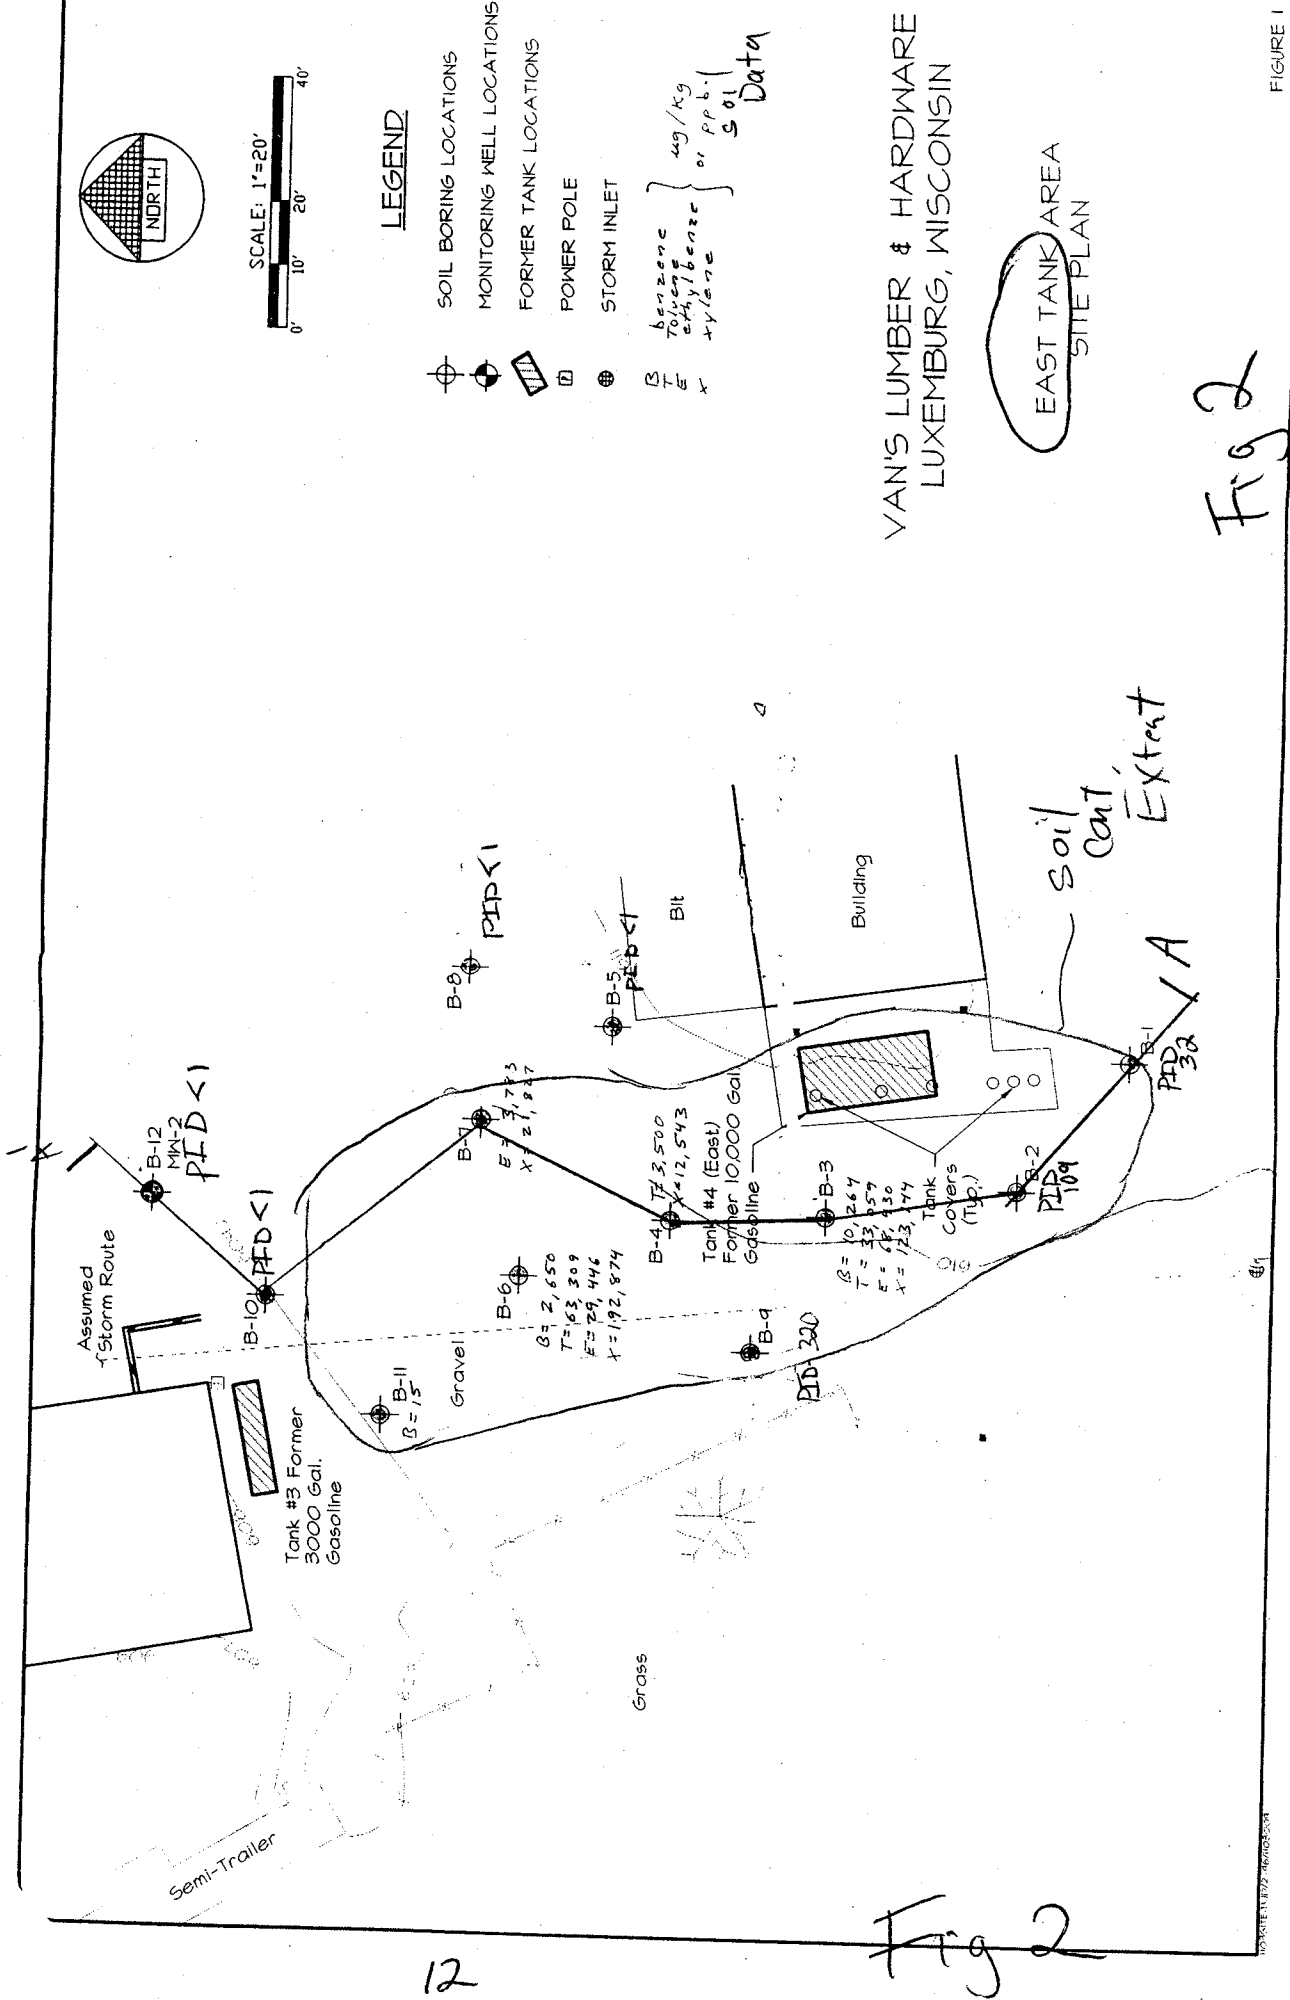 NORTH
SCALE: 1"=20'
0'
10'
20'
40'
LEGEND
SOIL BORING LOCATIONS
MONITORING WELL LOCATIONS
FORMER TANK LOCATIONS
POWER POLE
STORM INLET
B benzene
T Toluene
E ethylbenzene
X xylene
ug/kg
or ppb
Soil
Data
VAN'S LUMBER & HARDWARE
LUXEMBURG, WISCONSIN
EAST TANK AREA
SITE PLAN
Fig 2
FIGURE 1
Assumed
Storm Route
B-12
MW-2
PID <1
B-10
PID <1
Tank #3 Former
3000 Gal.
Gasoline
B-11
B = 15
Gravel
B-6
B = 2,650
T = 63,309
E = 29,446
X = 192,874
B-7
E = 3,783
X = 21,827
B-8
PID <1
B-5
PID <1
Blt
Building
B-4
T = 3,500
X = 12,543
Tank #4 (East)
Former 10,000 Gal.
Gasoline
B-3
B = 10,264
T = 33,059
E = 68,430
X = 123,244
Tank
Covers
(Typ.)
B-9
PID 320
B-2
PID
109
B-1
PID
32
A
Soil
Cont.
Extent
Grass
Semi-Trailer
12
Fig 2